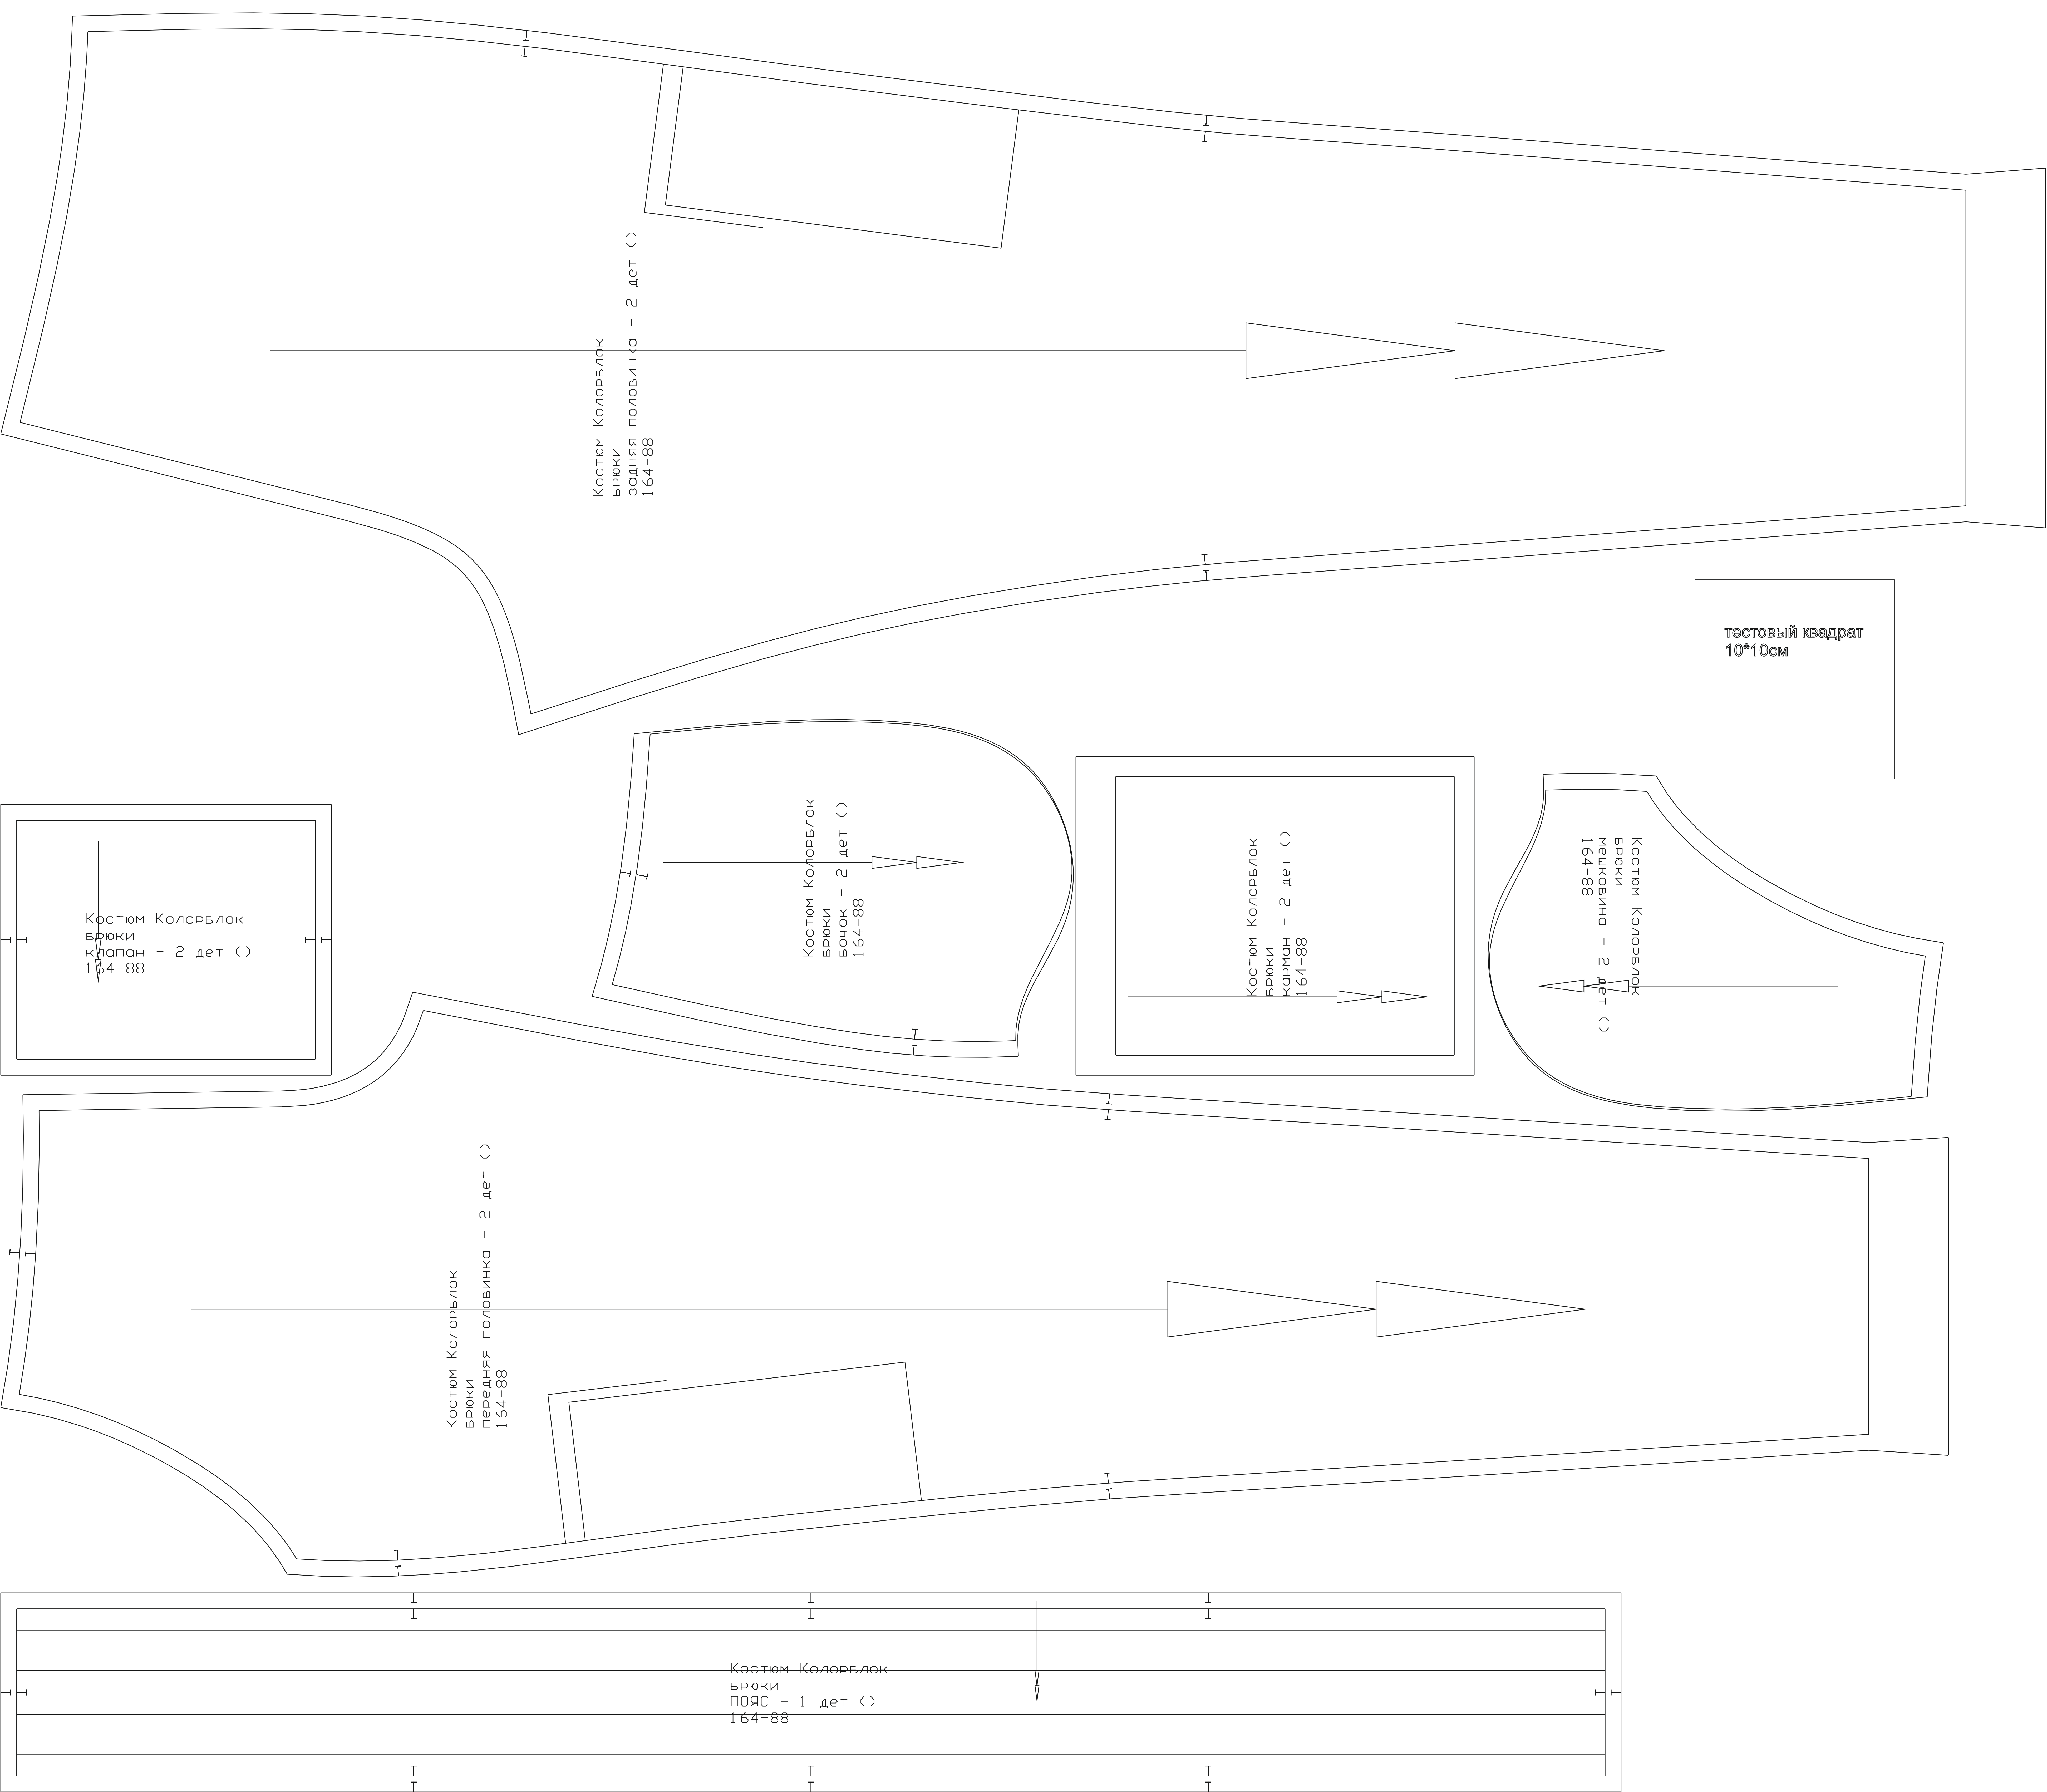 Костюм Колорблок
брюки
задняя половинка - 2 дет ()
164-88
тестовый квадрат
10*10см
Костюм Колорблок
брюки
клапан - 2 дет ()
164-88
Костюм Колорблок
брюки
бочок - 2 дет ()
164-88
Костюм Колорблок
брюки
карман - 2 дет ()
164-88
Костюм Колорблок
брюки
мешковина - 2 дет ()
164-88
Костюм Колорблок
брюки
передняя половинка - 2 дет ()
164-88
Костюм Колорблок
брюки
ПОЯС - 1 дет ()
164-88